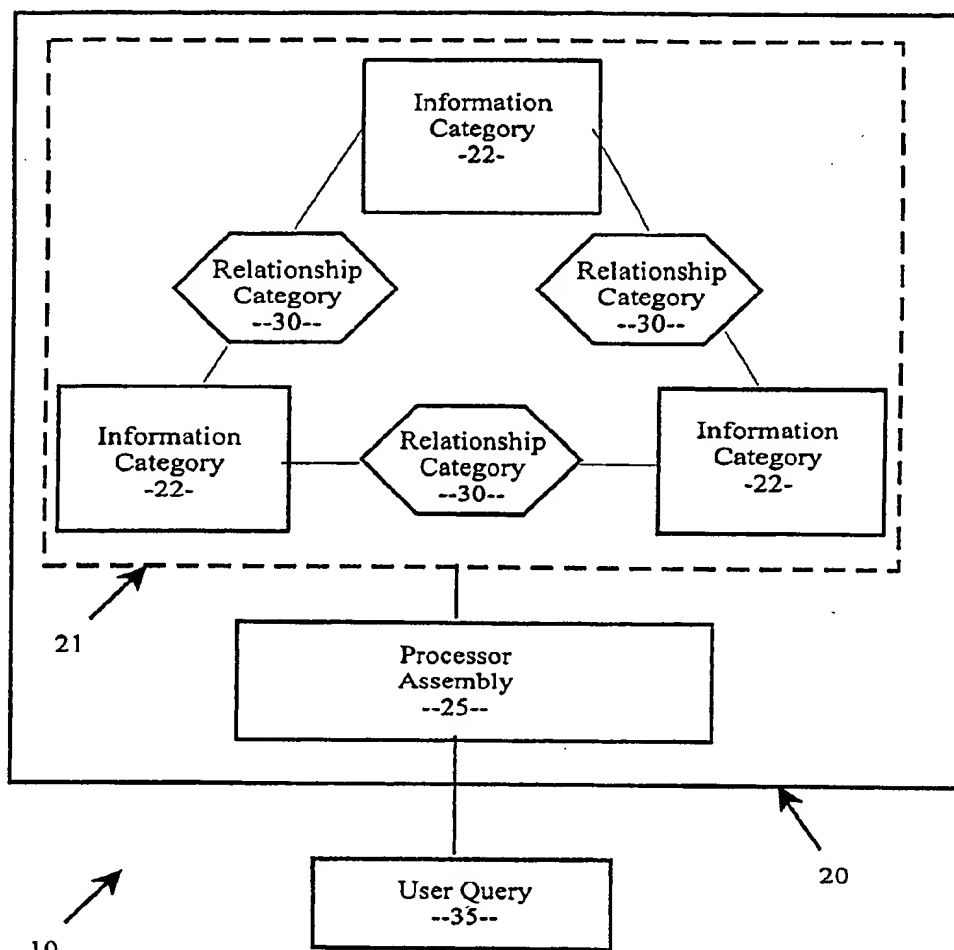 Information
Category
-22-
Relationship
Category
--30--
Relationship
Category
--30--
Information
Category
-22-
Relationship
Category
--30--
Information
Category
-22-
21
Processor
Assembly
--25--
20
User Query
--35--